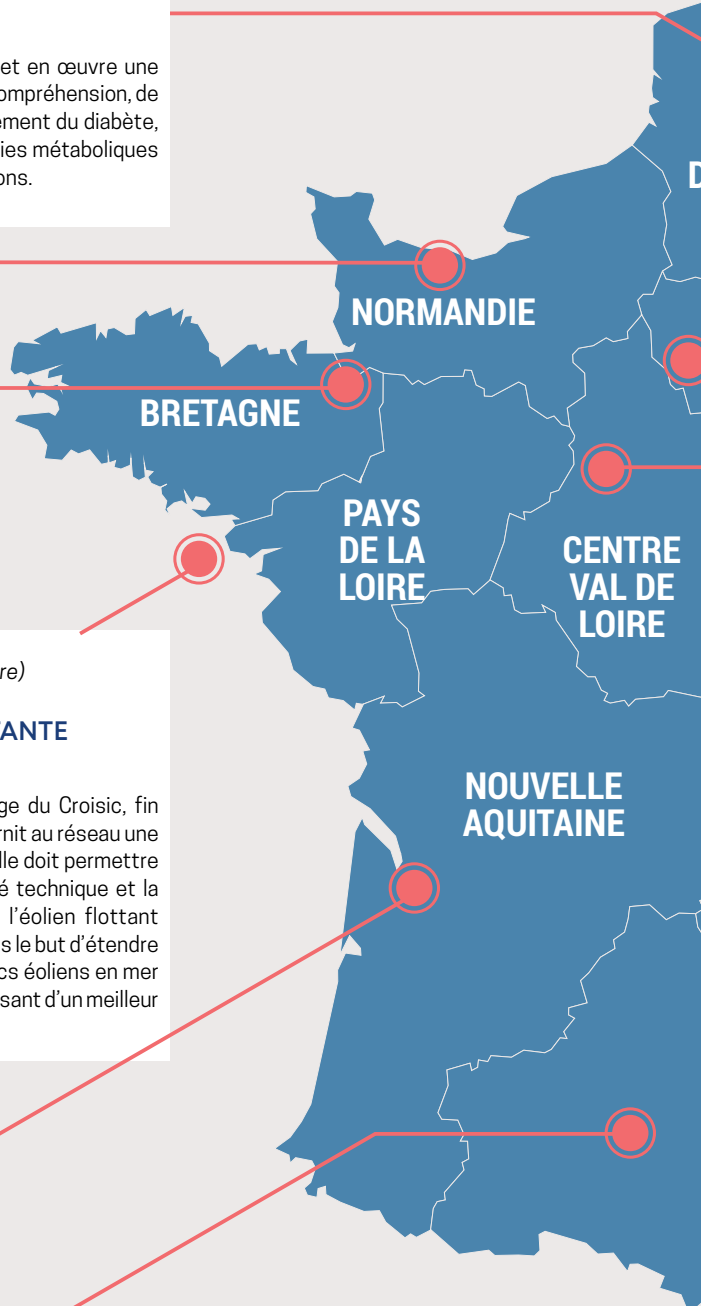 et en œuvre une
ompréhension, de
ement du diabète,
ies métaboliques
ons.
D
NORMANDIE
BRETAGNE
PAYS
DE LA
LOIRE
CENTRE
VAL DE
LOIRE
re)
TANTE
ge du Croisic, fin
rnit au réseau une
lle doit permettre
é technique et la
l'éolien flottant
s le but d'étendre
cs éoliens en mer
sant d'un meilleur
NOUVELLE
AQUITAINE